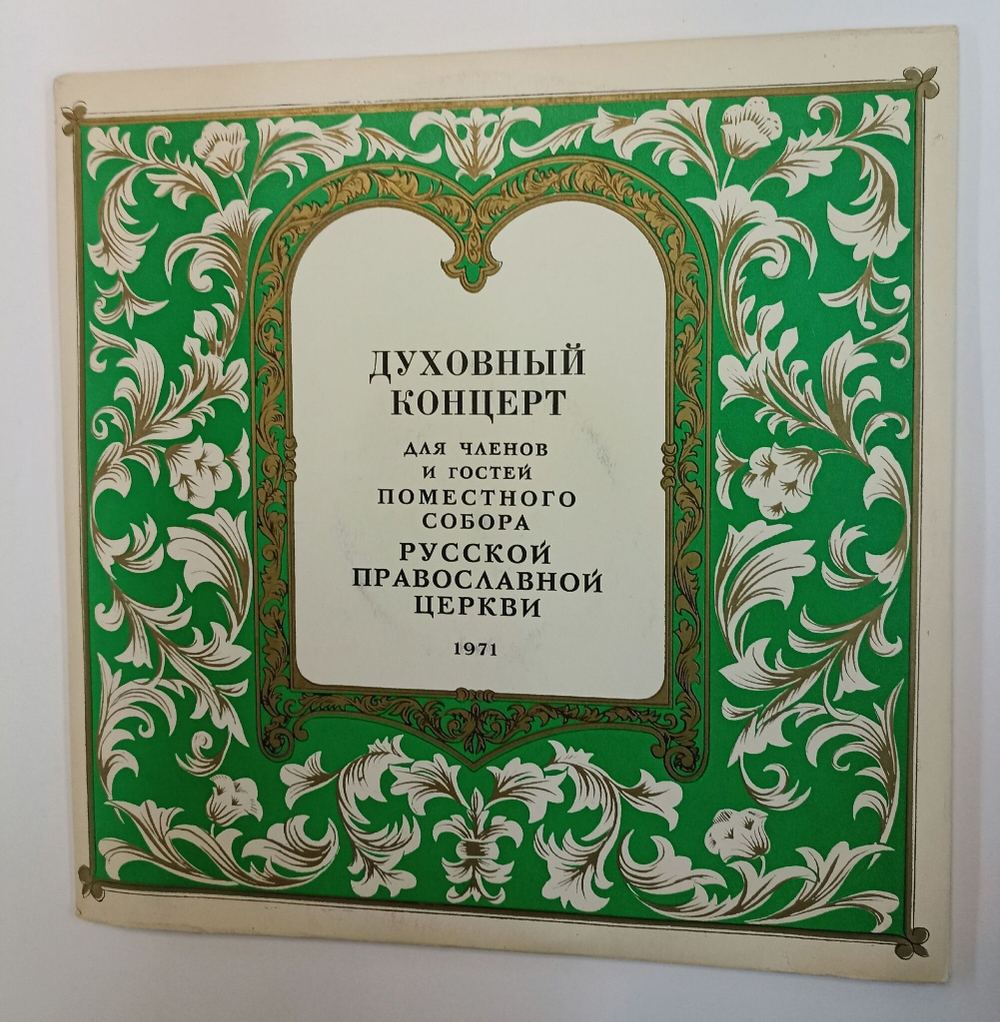 ДУХОВНЫЙ
КОНЦЕРТ
ДЛЯ ЧЛЕНОВ
И ГОСТЕЙ
ПОМЕСТНОГО
СОБОРА
РУССКОЙ
ПРАВОСЛАВНОЙ
ЦЕРКВИ
1971